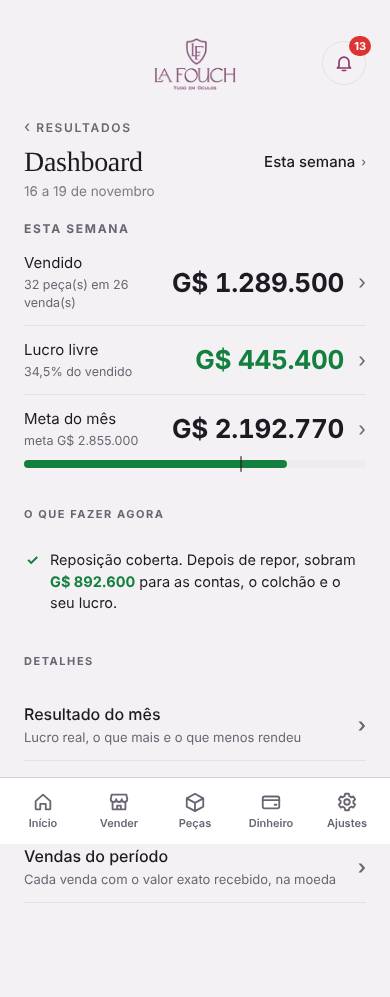 LA FOUCH
Tudo em Óculos
13
‹ RESULTADOS
Dashboard
Esta semana ›
16 a 19 de novembro
ESTA SEMANA
Vendido
32 peça(s) em 26
venda(s)
G$ 1.289.500 ›
Lucro livre
34,5% do vendido
G$ 445.400 ›
Meta do mês
meta G$ 2.855.000
G$ 2.192.770 ›
O QUE FAZER AGORA
Reposição coberta. Depois de repor, sobram
G$ 892.600 para as contas, o colchão e o
seu lucro.
DETALHES
Resultado do mês
Lucro real, o que mais e o que menos rendeu
Início
Vender
Peças
Dinheiro
Ajustes
Vendas do período
Cada venda com o valor exato recebido, na moeda